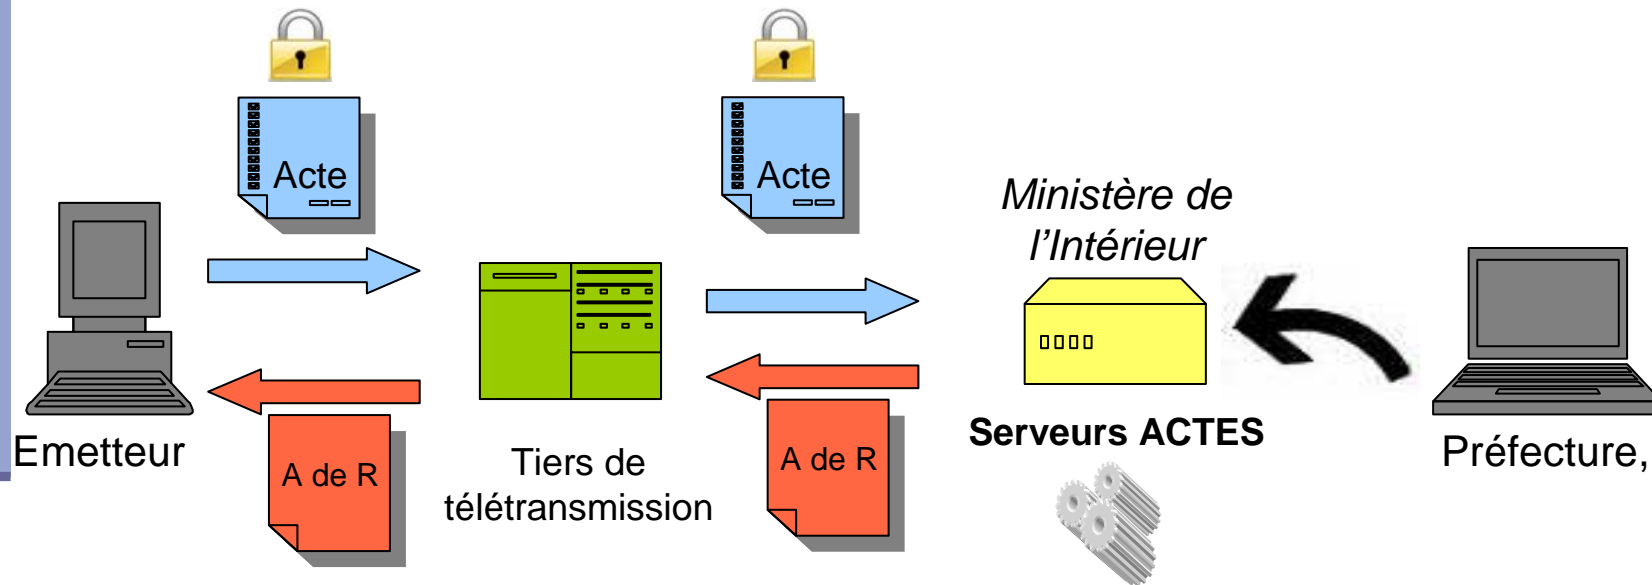 Acte
Acte
Ministère de
l’Intérieur
Emetteur
A de R
Tiers de
télétransmission
A de R
Serveurs ACTES
Préfecture,